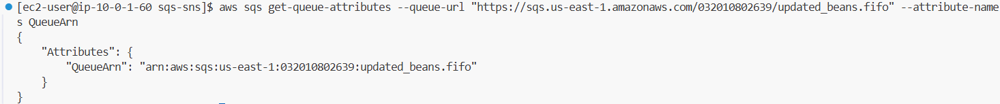 [ec2-user@ip-10-0-1-60 sqs-sns]$ aws sqs get-queue-attributes --queue-url "https://sqs.us-east-1.amazonaws.com/032010802639/updated_beans.fifo" --attribute-name
s QueueArn
{
    "Attributes": {
        "QueueArn": "arn:aws:sqs:us-east-1:032010802639:updated_beans.fifo"
    }
}